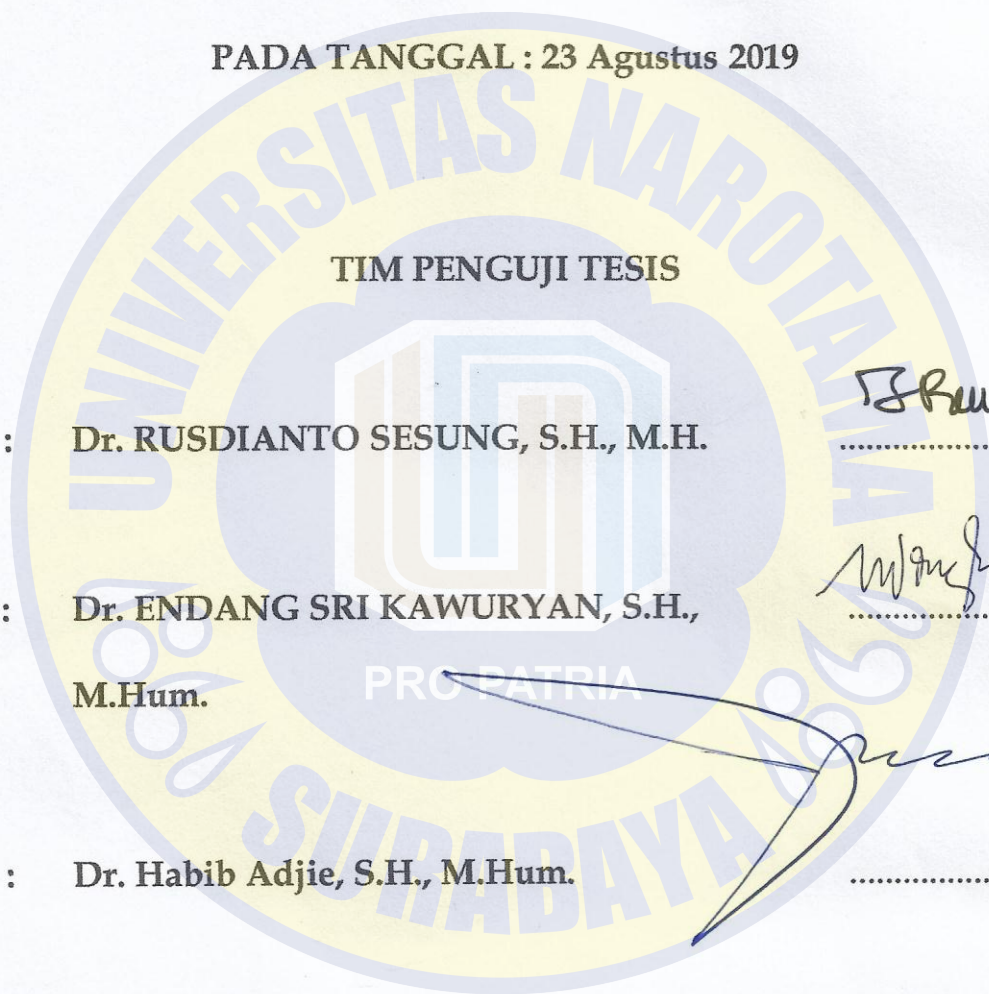 PADA TANGGAL : 23 Agustus 2019
UNIVERSITAS NAROTAMA
TIM PENGUJI TESIS
: Dr. RUSDIANTO SESUNG, S.H., M.H. ....................
: Dr. ENDANG SRI KAWURYAN, S.H., ....................
M.Hum.
PRO PATRIA
: Dr. Habib Adjie, S.H., M.Hum. ....................
SURABAYA